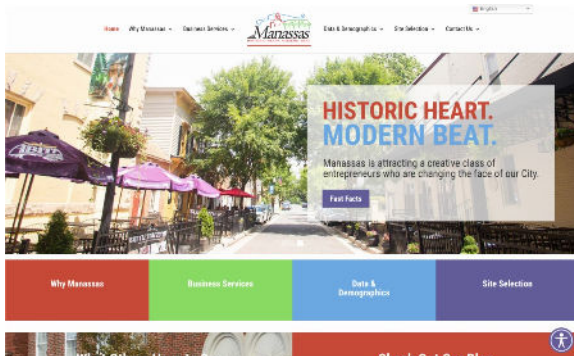 English
Home
Why Manassas
Business Services
Manassas
Data & Demographics
Site Selection
Contact Us
HISTORIC HEART.
MODERN BEAT.
Manassas is attracting a creative class of
entrepreneurs who are changing the face of our City.
Fast Facts
Why Manassas
Business Services
Data &
Demographics
Site Selection